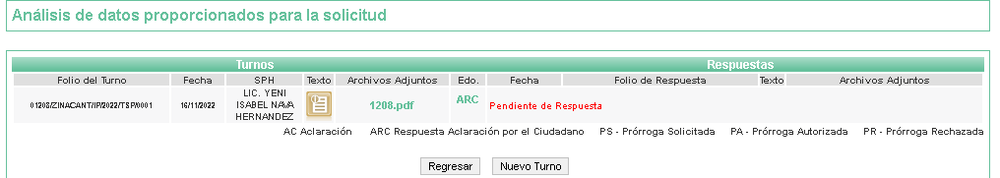 Análisis de datos proporcionados para la solicitud
Turnos Respuestas
Folio del Turno Fecha SPH Texto Archivos Adjuntos Edo. Fecha Folio de Respuesta Texto Archivos Adjuntos
01208/ZINACANT/IP/2022/TSP/0001 16/11/2022 LIC. YENI ISABEL NAVA HERNANDEZ 1208.pdf ARC Pendiente de Respuesta
AC Aclaración ARC Respuesta Aclaración por el Ciudadano PS - Prórroga Solicitada PA - Prórroga Autorizada PR - Prórroga Rechazada
Regresar Nuevo Turno